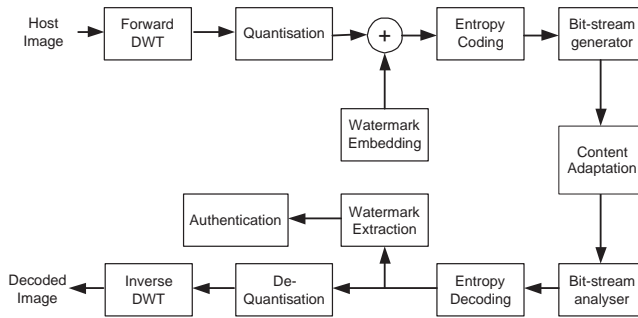 Host
Image
Forward
DWT
Quantisation
+
Entropy
Coding
Bit-stream
generator
Watermark
Embedding
Content
Adaptation
Authentication
Watermark
Extraction
Decoded
Image
Inverse
DWT
De-
Quantisation
Entropy
Decoding
Bit-stream
analyser